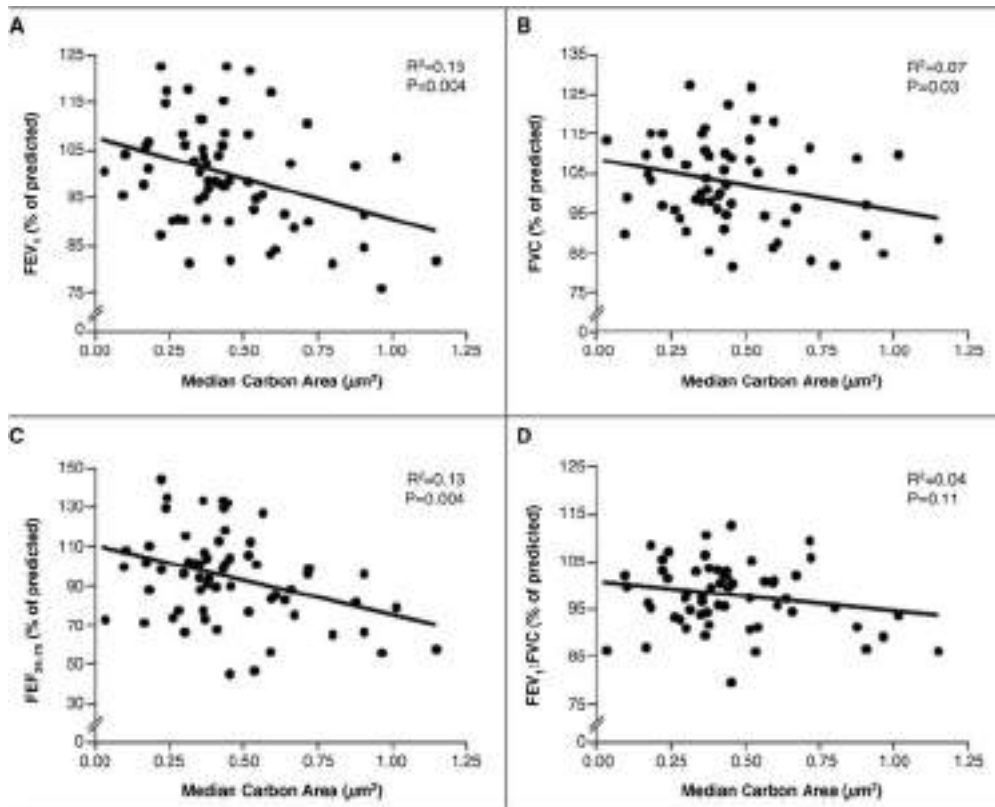 A
R²=0.13
P=0.004
FEV₁ (% of predicted)
125
115
105
95
85
75
0
0.00 0.25 0.50 0.75 1.00 1.25
Median Carbon Area (μm²)
B
R²=0.07
P=0.03
FVC (% of predicted)
135
125
115
105
95
85
75
0
0.00 0.25 0.50 0.75 1.00 1.25
Median Carbon Area (μm²)
C
R²=0.13
P=0.004
FEF₂₅₋₇₅ (% of predicted)
150
130
110
90
70
50
30
0
0.00 0.25 0.50 0.75 1.00 1.25
Median Carbon Area (μm²)
D
R²=0.04
P=0.11
FEV₁:FVC (% of predicted)
125
115
105
95
85
75
0
0.00 0.25 0.50 0.75 1.00 1.25
Median Carbon Area (μm²)